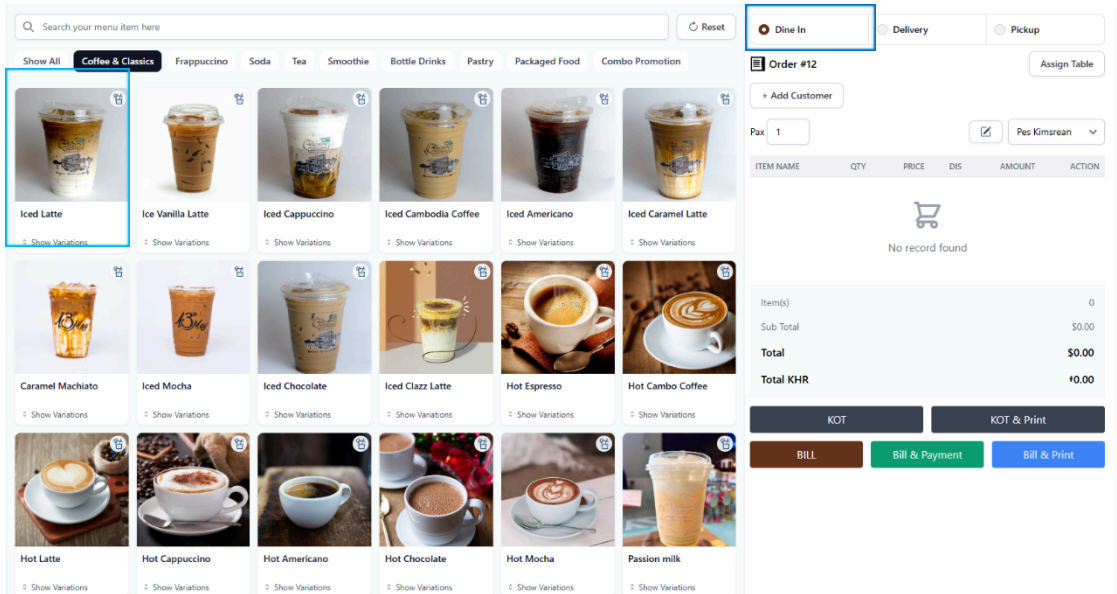 Search your menu item here
Reset
Show All Coffee & Classics Frappuccino Soda Tea Smoothie Bottle Drinks Pastry Packaged Food Combo Promotion
Iced Latte Ice Vanilla Latte Iced Cappuccino Iced Cambodia Coffee Iced Americano Iced Caramel Latte
Show Variations Show Variations Show Variations Show Variations Show Variations Show Variations
Caramel Machiato Iced Mocha Iced Chocolate Iced Clazz Latte Hot Espresso Hot Cambo Coffee
Show Variations Show Variations Show Variations Show Variations Show Variations Show Variations
Hot Latte Hot Cappuccino Hot Americano Hot Chocolate Hot Mocha Passion milk
Show Variations Show Variations Show Variations Show Variations Show Variations Show Variations
Dine In Delivery Pickup
Order #12 Assign Table
+ Add Customer
Pax 1 Pes Kimsrean
ITEM NAME QTY PRICE DIS AMOUNT ACTION
No record found
Item(s) 0
Sub Total $0.00
Total $0.00
Total KHR ៛0.00
KOT KOT & Print
BILL Bill & Payment Bill & Print